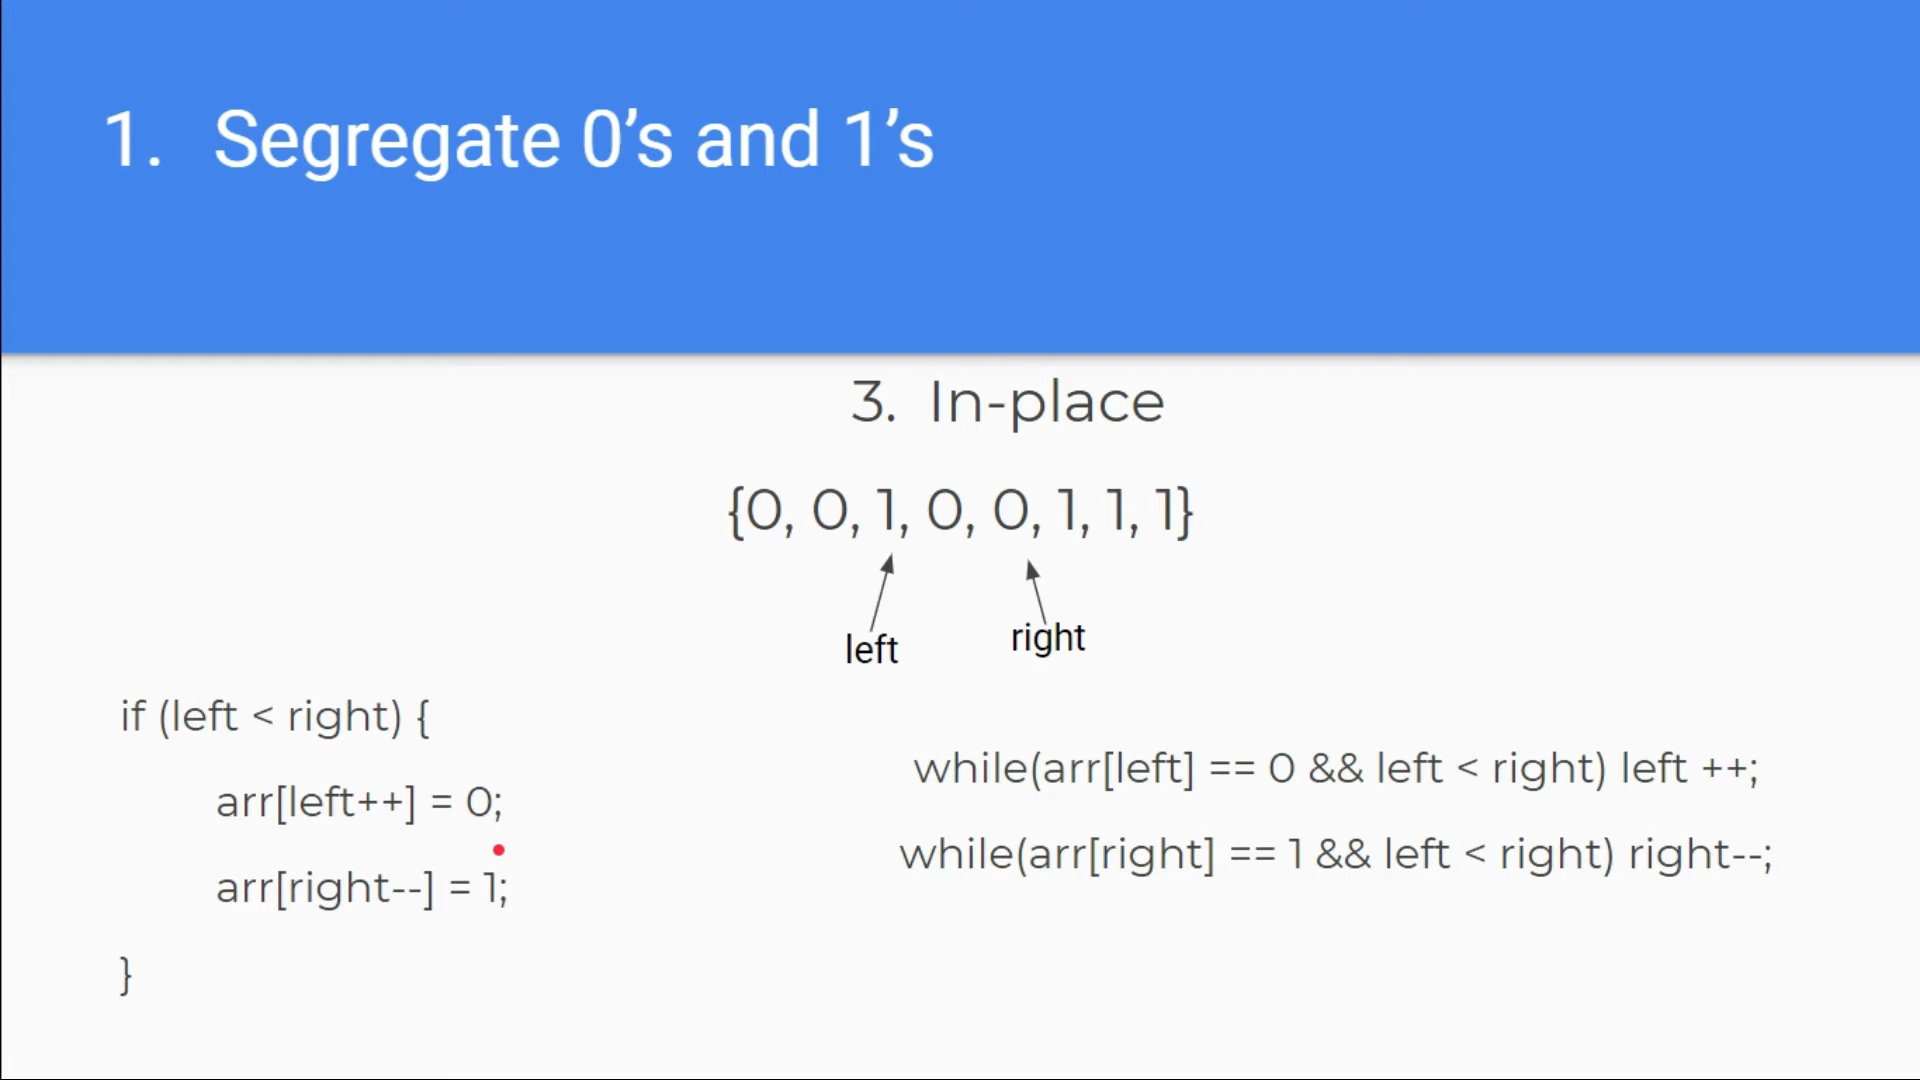 1. Segregate 0’s and 1’s
3. In-place
{0, 0, 1, 0, 0, 1, 1, 1}
left
right
if (left < right) {
arr[left++] = 0;
arr[right--] = 1;
}
while(arr[left] == 0 && left < right) left ++;
while(arr[right] == 1 && left < right) right--;